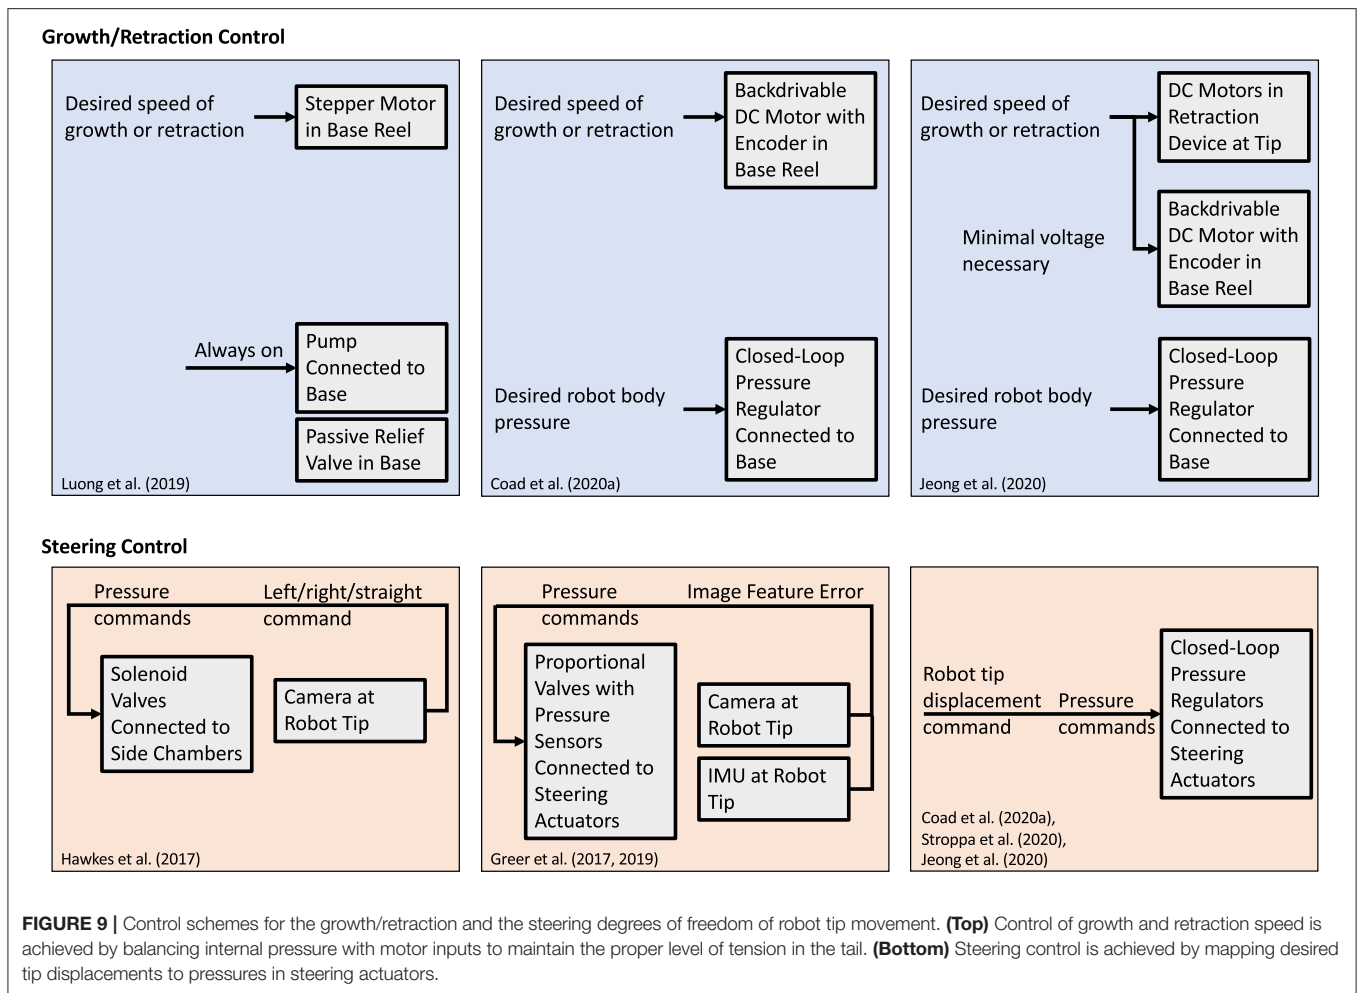 Growth/Retraction Control
Desired speed of
growth or retraction
Stepper Motor
in Base Reel
Always on
Pump
Connected to
Base
Passive Relief
Valve in Base
Luong et al. (2019)
Desired speed of
growth or retraction
Backdrivable
DC Motor with
Encoder in
Base Reel
Desired robot body
pressure
Closed-Loop
Pressure
Regulator
Connected to
Base
Coad et al. (2020a)
Desired speed of
growth or retraction
DC Motors in
Retraction
Device at Tip
Minimal voltage
necessary
Backdrivable
DC Motor with
Encoder in
Base Reel
Desired robot body
pressure
Closed-Loop
Pressure
Regulator
Connected to
Base
Jeong et al. (2020)
Steering Control
Pressure
commands
Left/right/straight
command
Solenoid
Valves
Connected to
Side Chambers
Camera at
Robot Tip
Hawkes et al. (2017)
Pressure
commands
Image Feature Error
Proportional
Valves with
Pressure
Sensors
Connected to
Steering
Actuators
Camera at
Robot Tip
IMU at Robot
Tip
Greer et al. (2017, 2019)
Robot tip
displacement
command
Pressure
commands
Closed-Loop
Pressure
Regulators
Connected to
Steering
Actuators
Coad et al. (2020a),
Stroppa et al. (2020),
Jeong et al. (2020)
FIGURE 9 | Control schemes for the growth/retraction and the steering degrees of freedom of robot tip movement. (Top) Control of growth and retraction speed is
achieved by balancing internal pressure with motor inputs to maintain the proper level of tension in the tail. (Bottom) Steering control is achieved by mapping desired
tip displacements to pressures in steering actuators.